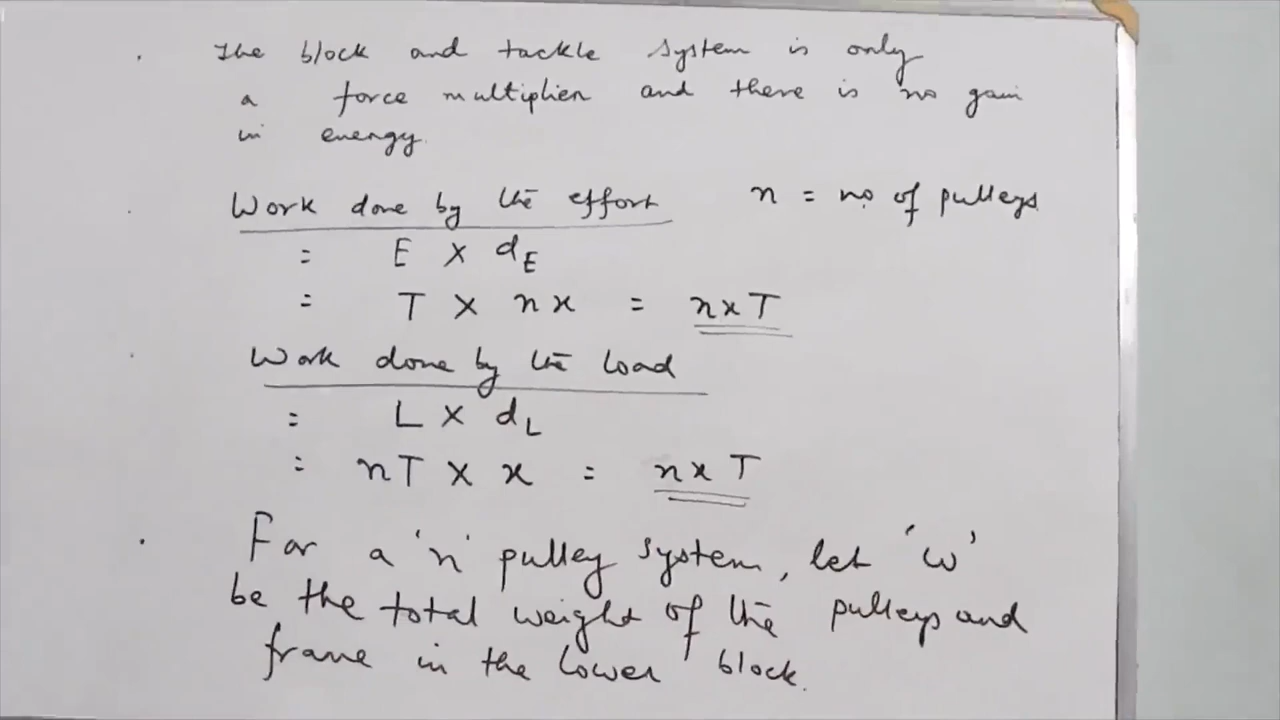 The block and tackle system is only
a force multiplier and there is no gain
in energy.
Work done by the effort n = no. of pulleys
= E × dE
= T × nx = nxT
Work done by the load
= L × dL
= nT × x = nxT
For a 'n' pulley system, let 'w'
be the total weight of the pulleys and
frame in the lower block.